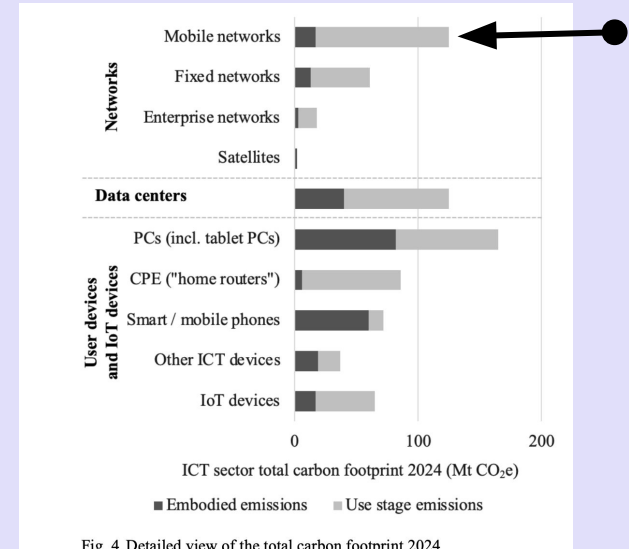 Mobile networks
Fixed networks
Networks
Enterprise networks
Satellites
Data centers
PCs (incl. tablet PCs)
CPE ("home routers")
User devices
and IoT devices
Smart / mobile phones
Other ICT devices
IoT devices
0 100 200
ICT sector total carbon footprint 2024 (Mt CO₂e)
Embodied emissions Use stage emissions
Fig. 4 Detailed view of the total carbon footprint 2024